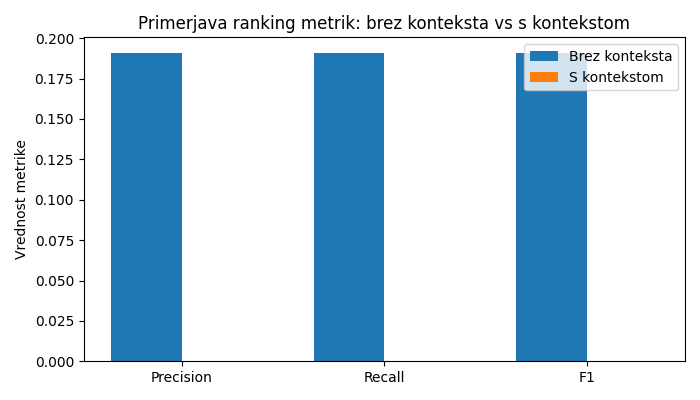 Primerjava ranking metrik: brez konteksta vs s kontekstom
Brez konteksta
S kontekstom
Vrednost metrike
0.200
0.175
0.150
0.125
0.100
0.075
0.050
0.025
0.000
Precision
Recall
F1